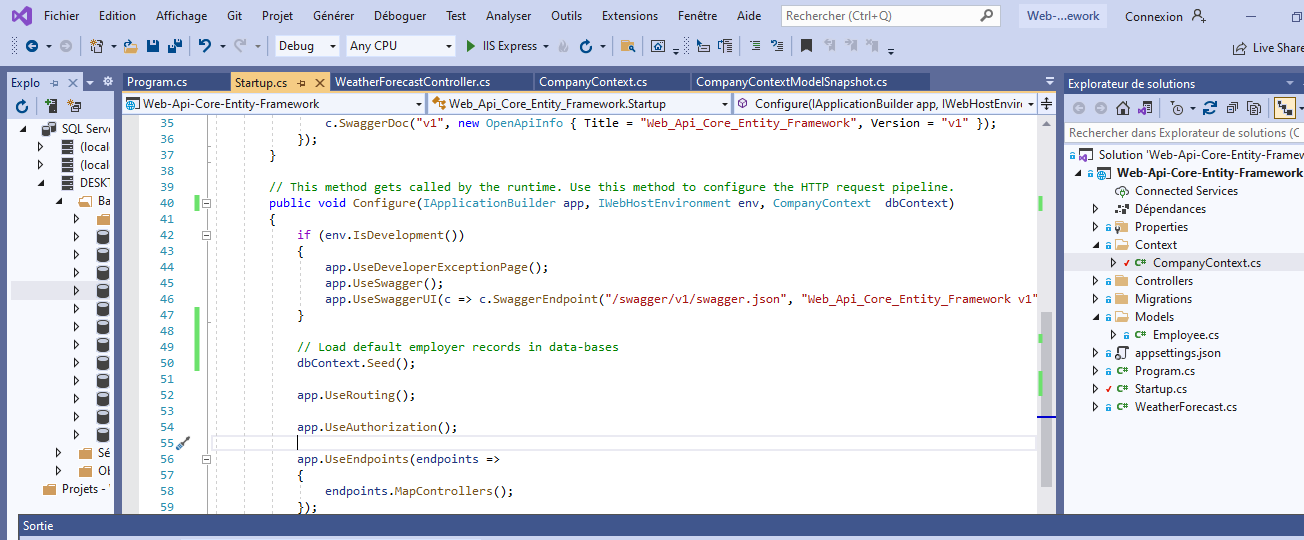 Fichier Edition Affichage Git Projet Générer Déboguer Test Analyser Outils Extensions Fenêtre Aide Rechercher (Ctrl+Q) Web-...ework Connexion
Debug Any CPU IIS Express Live Share
Explo
SQL Serve
(local
(local
DESKT
Ba
Sé
Ob
Projets -
Program.cs Startup.cs WeatherForecastController.cs CompanyContext.cs CompanyContextModelSnapshot.cs
Web-Api-Core-Entity-Framework Web_Api_Core_Entity_Framework.Startup Configure(IApplicationBuilder app, IWebHostEnviro
35 c.SwaggerDoc("v1", new OpenApiInfo { Title = "Web_Api_Core_Entity_Framework", Version = "v1" });
36 });
37 }
38
39 // This method gets called by the runtime. Use this method to configure the HTTP request pipeline.
40 public void Configure(IApplicationBuilder app, IWebHostEnvironment env, CompanyContext dbContext)
41 {
42 if (env.IsDevelopment())
43 {
44 app.UseDeveloperExceptionPage();
45 app.UseSwagger();
46 app.UseSwaggerUI(c => c.SwaggerEndpoint("/swagger/v1/swagger.json", "Web_Api_Core_Entity_Framework v1"
47 }
48
49 // Load default employer records in data-bases
50 dbContext.Seed();
51
52 app.UseRouting();
53
54 app.UseAuthorization();
55
56 app.UseEndpoints(endpoints =>
57 {
58 endpoints.MapControllers();
59 });
Explorateur de solutions
Rechercher dans Explorateur de solutions (C
Solution 'Web-Api-Core-Entity-Framew
Web-Api-Core-Entity-Framework
Connected Services
Dépendances
Properties
Context
C# CompanyContext.cs
Controllers
Migrations
Models
C# Employee.cs
appsettings.json
C# Program.cs
C# Startup.cs
C# WeatherForecast.cs
Sortie